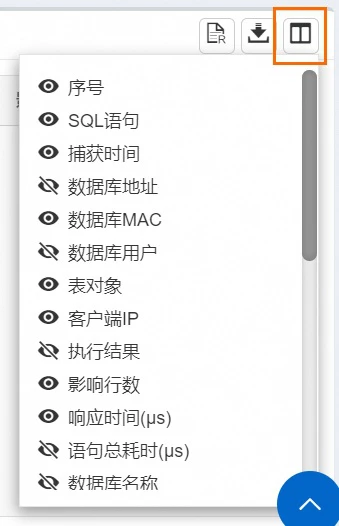 R
序号
SQL语句
捕获时间
数据库地址
数据库MAC
数据库用户
表对象
客户端IP
执行结果
影响行数
响应时间(μs)
语句总耗时(μs)
数据库名称